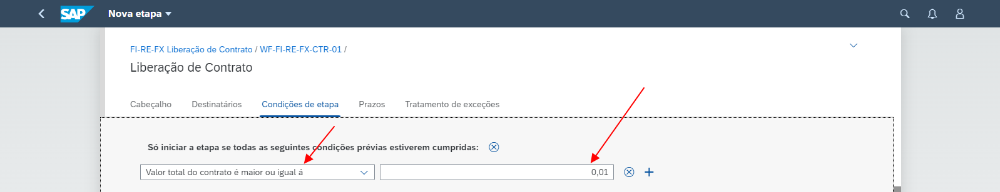 SAP Nova etapa
FI-RE-FX Liberação de Contrato / WF-FI-RE-FX-CTR-01 /
Liberação de Contrato
Cabeçalho Destinatários Condições de etapa Prazos Tratamento de exceções
Só iniciar a etapa se todas as seguintes condições prévias estiverem cumpridas:
Valor total do contrato é maior ou igual á 0,01